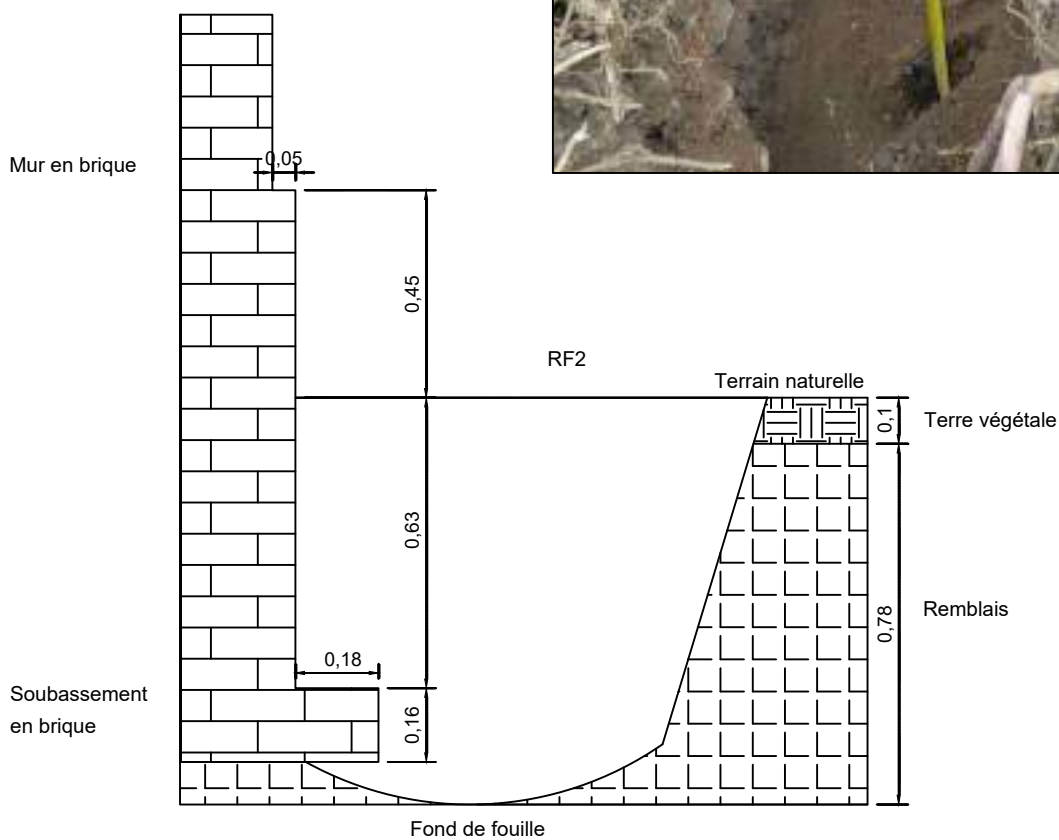 Mur en brique
0,05
0,45
RF2
Terrain naturelle
0,1
Terre végétale
0,63
0,78
Remblais
0,18
Soubassement
en brique
0,16
Fond de fouille